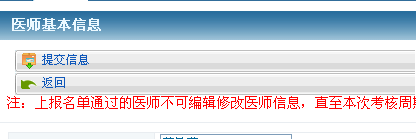 医师基本信息
提交信息
返回
注：上报名单通过的医师不可编辑修改医师信息，直至本次考核周